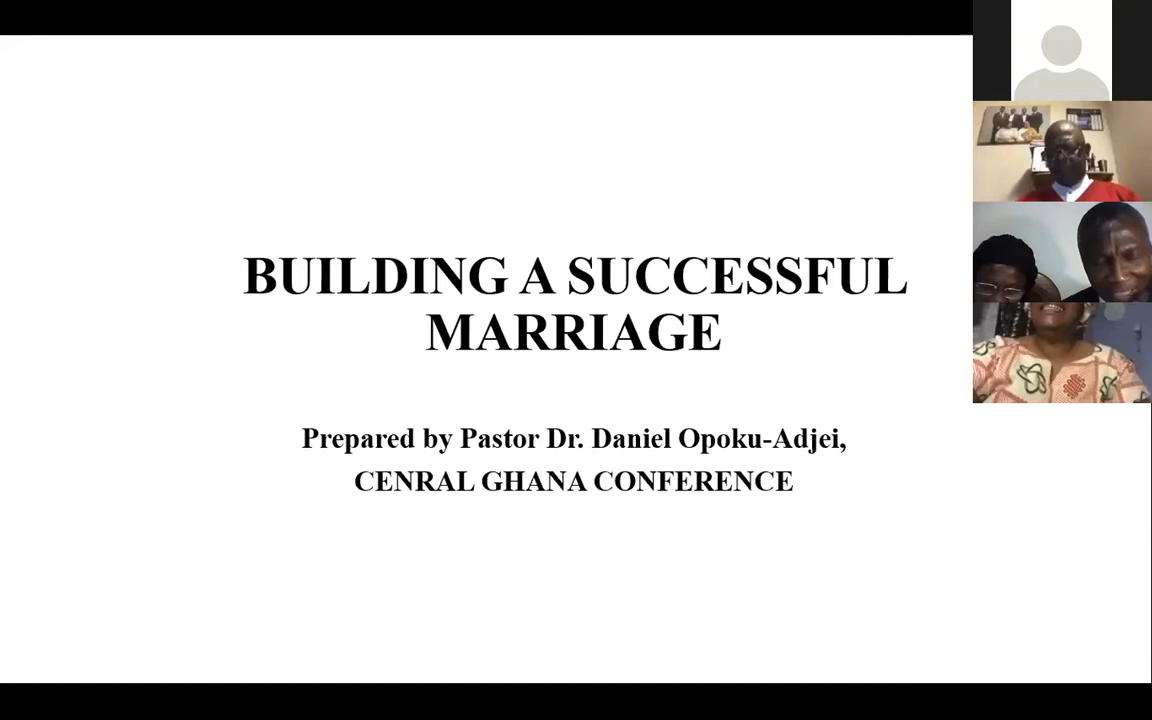 BUILDING A SUCCESSFUL
MARRIAGE
Prepared by Pastor Dr. Daniel Opoku-Adjei,
CENRAL GHANA CONFERENCE